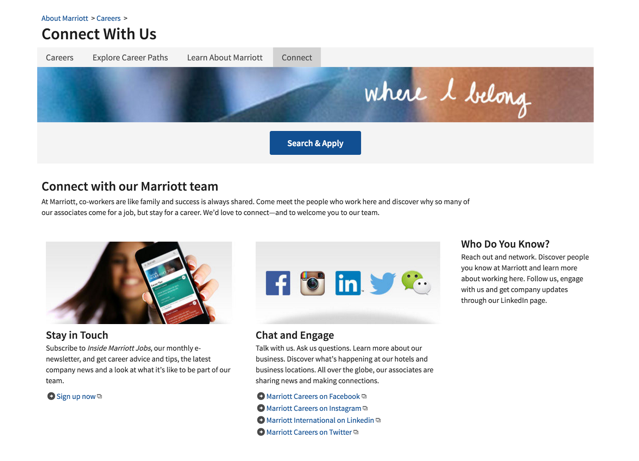 About Marriott > Careers >
Connect With Us
Careers Explore Career Paths Learn About Marriott Connect
where I belong
Search & Apply
Connect with our Marriott team
At Marriott, co-workers are like family and success is always shared. Come meet the people who work here and discover why so many of
our associates come for a job, but stay for a career. We'd love to connect—and to welcome you to our team.
Stay in Touch
Subscribe to Inside Marriott Jobs, our monthly e-
newsletter, and get career advice and tips, the latest
company news and a look at what it's like to be part of our
team.
Sign up now
Chat and Engage
Talk with us. Ask us questions. Learn more about our
business. Discover what's happening at our hotels and
business locations. All over the globe, our associates are
sharing news and making connections.
Marriott Careers on Facebook
Marriott Careers on Instagram
Marriott International on Linkedin
Marriott Careers on Twitter
Who Do You Know?
Reach out and network. Discover people
you know at Marriott and learn more
about working here. Follow us, engage
with us and get company updates
through our LinkedIn page.